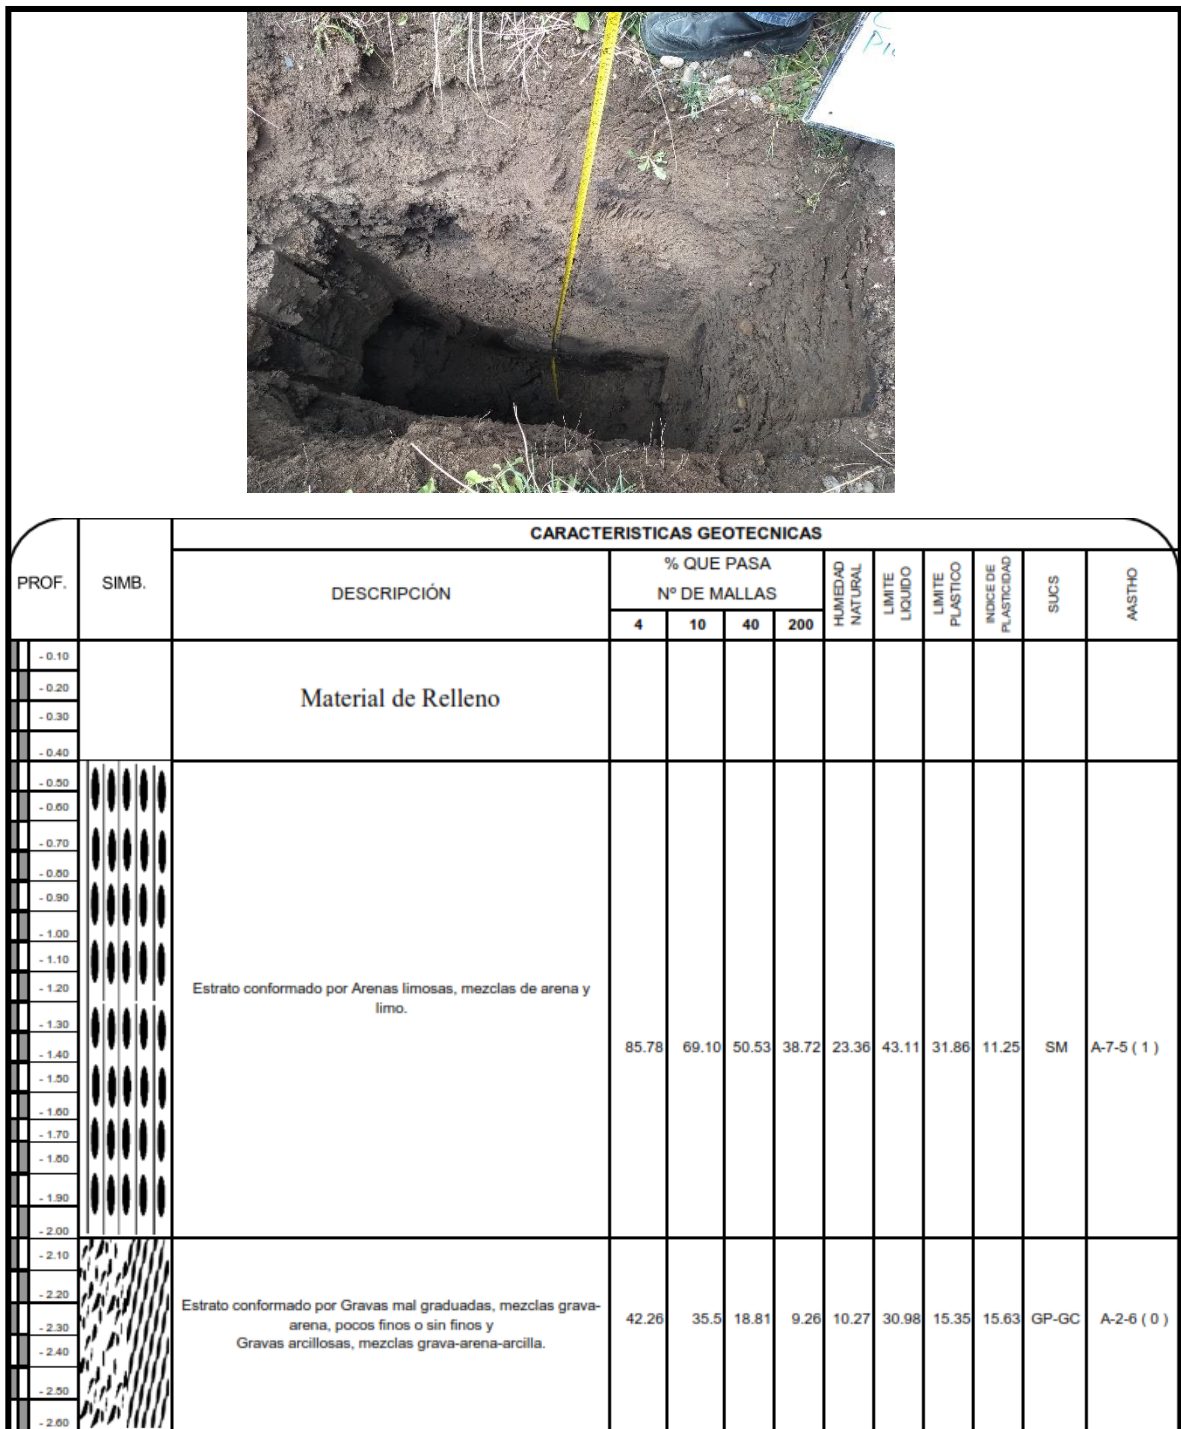 CARACTERISTICAS GEOTECNICAS
PROF.
SIMB.
DESCRIPCIÓN
% QUE PASA
Nº DE MALLAS
4 10 40 200
HUMEDAD
NATURAL
LIMITE
LIQUIDO
LIMITE
PLASTICO
INDICE DE
PLASTICIDAD
SUCS
AASTHO
- 0.10
- 0.20
- 0.30
- 0.40
Material de Relleno
- 0.50
- 0.60
- 0.70
- 0.80
- 0.90
- 1.00
- 1.10
- 1.20
- 1.30
- 1.40
- 1.50
- 1.60
- 1.70
- 1.80
- 1.90
- 2.00
Estrato conformado por Arenas limosas, mezclas de arena y
limo.
85.78 69.10 50.53 38.72 23.36 43.11 31.86 11.25 SM A-7-5 ( 1 )
- 2.10
- 2.20
- 2.30
- 2.40
- 2.50
- 2.60
Estrato conformado por Gravas mal graduadas, mezclas grava-
arena, pocos finos o sin finos y
Gravas arcillosas, mezclas grava-arena-arcilla.
42.26 35.5 18.81 9.26 10.27 30.98 15.35 15.63 GP-GC A-2-6 ( 0 )